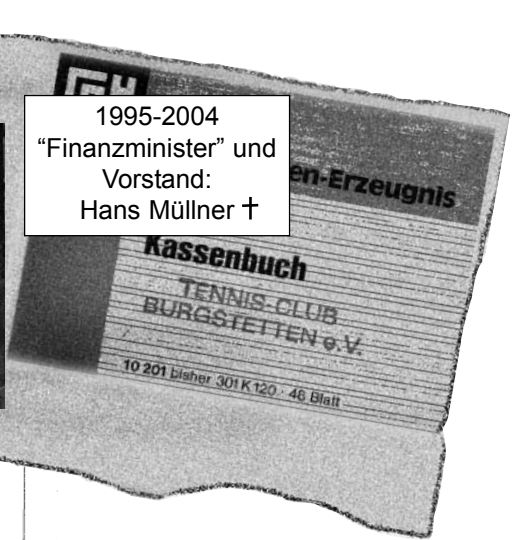 1995-2004
“Finanzminister” und
Vorstand:
Hans Müllner †
en-Erzeugnis
Kassenbuch
TENNIS-CLUB
BURGSTETTEN e.V.
10 201 bisher 301 K 120 · 48 Blatt